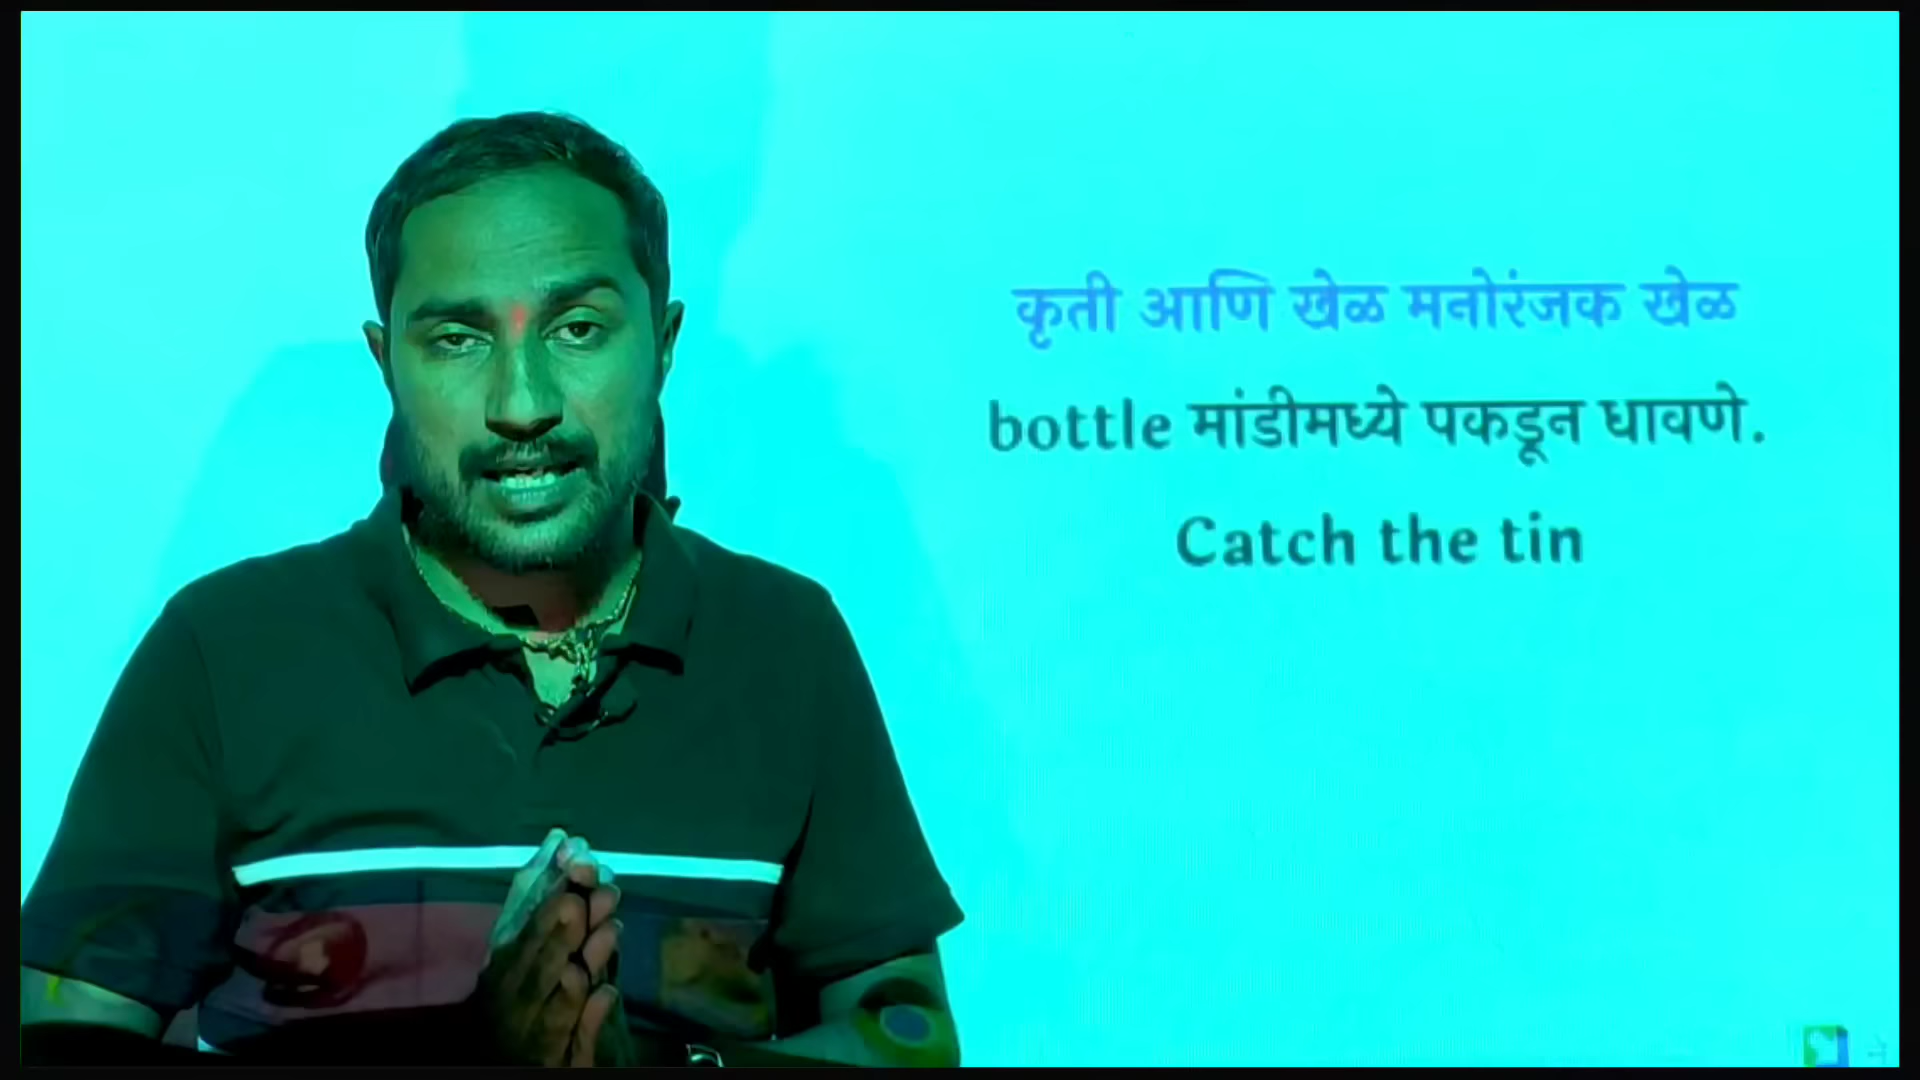 कृती आणि खेळ मनोरंजक खेळ
bottle मांडीमध्ये पकडून धावणे.
Catch the tin